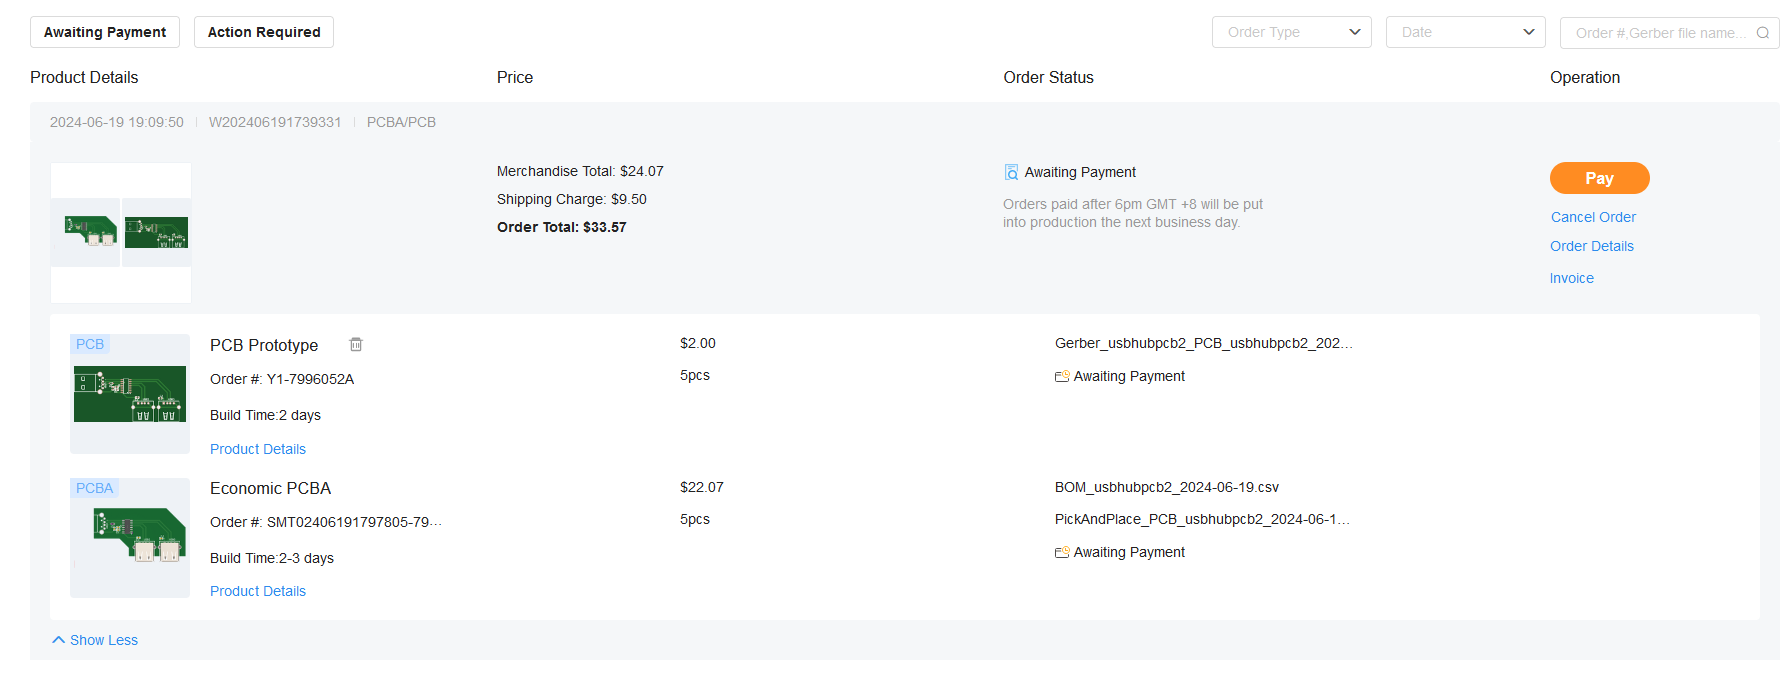 Awaiting Payment
Action Required
Order Type
Date
Order #,Gerber file name...
Product Details
Price
Order Status
Operation
2024-06-19 19:09:50
W202406191739331
PCBA/PCB
Merchandise Total: $24.07
Shipping Charge: $9.50
Order Total: $33.57
Awaiting Payment
Orders paid after 6pm GMT +8 will be put
into production the next business day.
Pay
Cancel Order
Order Details
Invoice
PCB
PCB Prototype
Order #: Y1-7996052A
Build Time:2 days
Product Details
$2.00
5pcs
Gerber_usbhubpcb2_PCB_usbhubpcb2_202...
Awaiting Payment
PCBA
Economic PCBA
Order #: SMT02406191797805-79...
Build Time:2-3 days
Product Details
$22.07
5pcs
BOM_usbhubpcb2_2024-06-19.csv
PickAndPlace_PCB_usbhubpcb2_2024-06-1...
Awaiting Payment
Show Less